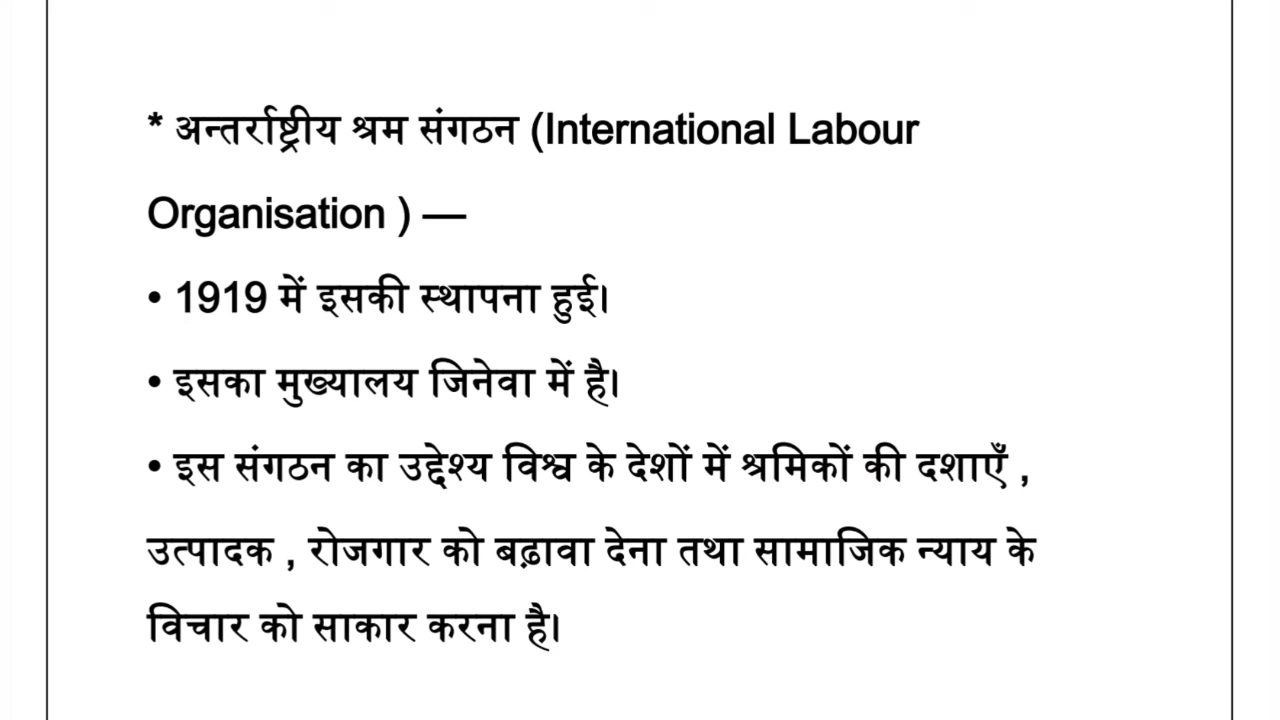 * अन्तर्राष्ट्रीय श्रम संगठन (International Labour
Organisation ) —
• 1919 में इसकी स्थापना हुई।
• इसका मुख्यालय जिनेवा में है।
• इस संगठन का उद्देश्य विश्व के देशों में श्रमिकों की दशाएँ ,
उत्पादक , रोजगार को बढ़ावा देना तथा सामाजिक न्याय के
विचार को साकार करना है।